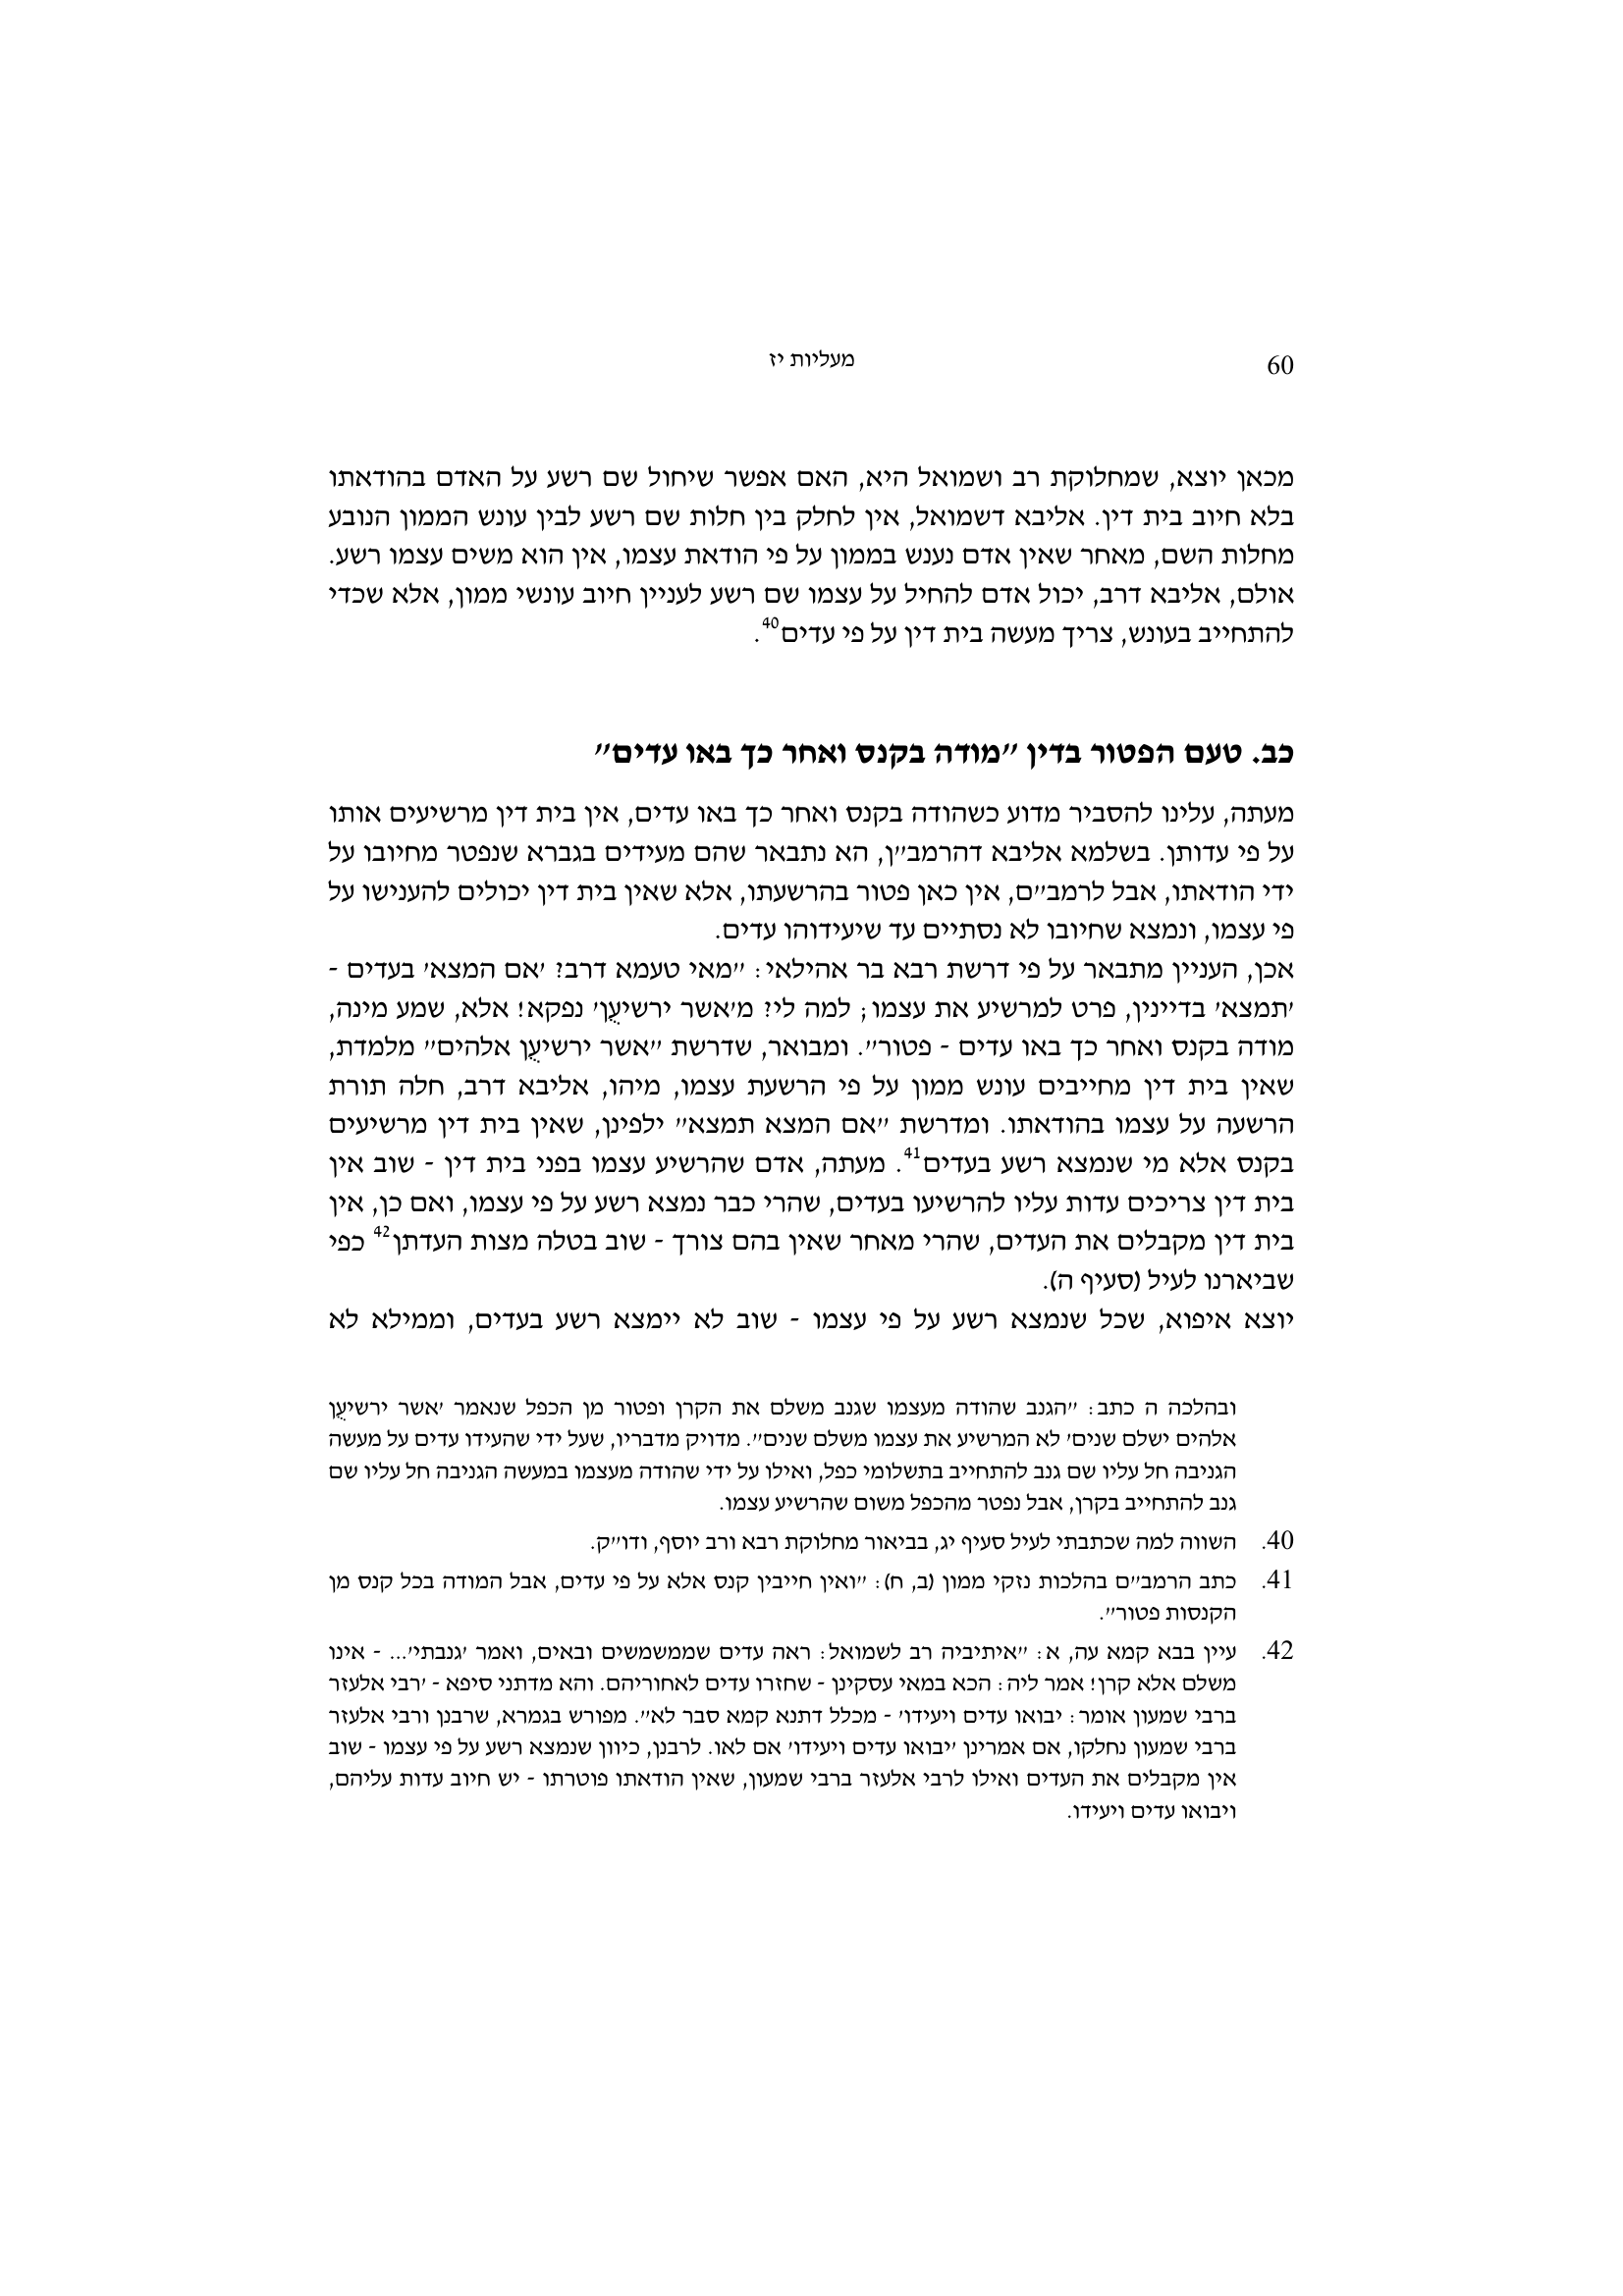 60
מעליות יז
מכאן יוצא, שמחלוקת רב ושמואל היא, האם אפשר שיחול שם רשע על האדם בהודאתו
בלא חיוב בית דין. אליבא דשמואל, אין לחלק בין חלות שם רשע לבין עונש הממון הנובע
מחלות השם, מאחר שאין אדם נענש בממון על פי הודאת עצמו, אין הוא משים עצמו רשע.
אולם, אליבא דרב, יכול אדם להחיל על עצמו שם רשע לעניין חיוב עונשי ממון, אלא שכדי
להתחייב בעונש, צריך מעשה בית דין על פי עדים40.
כב. טעם הפטור בדין ״מודה בקנס ואחר כך באו עדים״
מעתה, עלינו להסביר מדוע כשהודה בקנס ואחר כך באו עדים, אין בית דין מרשיעים אותו
על פי עדותן. בשלמא אליבא דהרמב״ן, הא נתבאר שהם מעידים בגברא שנפטר מחיובו על
ידי הודאתו, אבל לרמב״ם, אין כאן פטור בהרשעתו, אלא שאין בית דין יכולים להענישו על
פי עצמו, ונמצא שחיובו לא נסתיים עד שיעידוהו עדים.
אכן, העניין מתבאר על פי דרשת רבא בר אהילאי: ״מאי טעמא דרב? ׳אם המצא׳ בעדים -
׳תמצא׳ בדיינין, פרט למרשיע את עצמו; למה לי? מ׳אשר ירשיעֻן׳ נפקא! אלא, שמע מינה,
מודה בקנס ואחר כך באו עדים - פטור״. ומבואר, שדרשת ״אשר ירשיעֻן אלהים״ מלמדת,
שאין בית דין מחייבים עונש ממון על פי הרשעת עצמו, מיהו, אליבא דרב, חלה תורת
הרשעה על עצמו בהודאתו. ומדרשת ״אם המצא תמצא״ ילפינן, שאין בית דין מרשיעים
בקנס אלא מי שנמצא רשע בעדים41. מעתה, אדם שהרשיע עצמו בפני בית דין - שוב אין
בית דין צריכים עדות עליו להרשיעו בעדים, שהרי כבר נמצא רשע על פי עצמו, ואם כן, אין
בית דין מקבלים את העדים, שהרי מאחר שאין בהם צורך - שוב בטלה מצות העדתן42 כפי
שביארנו לעיל (סעיף ה).
יוצא איפוא, שכל שנמצא רשע על פי עצמו - שוב לא יימצא רשע בעדים, וממילא לא
ובהלכה ה כתב: ״הגנב שהודה מעצמו שגנב משלם את הקרן ופטור מן הכפל שנאמר ׳אשר ירשיעֻן
אלהים ישלם שנים׳ לא המרשיע את עצמו משלם שנים״. מדויק מדבריו, שעל ידי שהעידו עדים על מעשה
הגניבה חל עליו שם גנב להתחייב בתשלומי כפל, ואילו על ידי שהודה מעצמו במעשה הגניבה חל עליו שם
גנב להתחייב בקרן, אבל נפטר מהכפל משום שהרשיע עצמו.
40. השווה למה שכתבתי לעיל סעיף יג, בביאור מחלוקת רבא ורב יוסף, ודו״ק.
41. כתב הרמב״ם בהלכות נזקי ממון (ב, ח): ״ואין חייבין קנס אלא על פי עדים, אבל המודה בכל קנס מן
הקנסות פטור״.
42. עיין בבא קמא עה, א: ״איתיביה רב לשמואל: ראה עדים שממשמשים ובאים, ואמר ׳גנבתי׳... - אינו
משלם אלא קרן! אמר ליה: הכא במאי עסקינן - שחזרו עדים לאחוריהם. והא מדתני סיפא - ׳רבי אלעזר
ברבי שמעון אומר: יבואו עדים ויעידו׳ - מכלל דתנא קמא סבר לא״. מפורש בגמרא, שרבנן ורבי אלעזר
ברבי שמעון נחלקו, אם אמרינן ׳יבואו עדים ויעידו׳ אם לאו. לרבנן, כיוון שנמצא רשע על פי עצמו - שוב
אין מקבלים את העדים ואילו לרבי אלעזר ברבי שמעון, שאין הודאתו פוטרתו - יש חיוב עדות עליהם,
ויבואו עדים ויעידו.